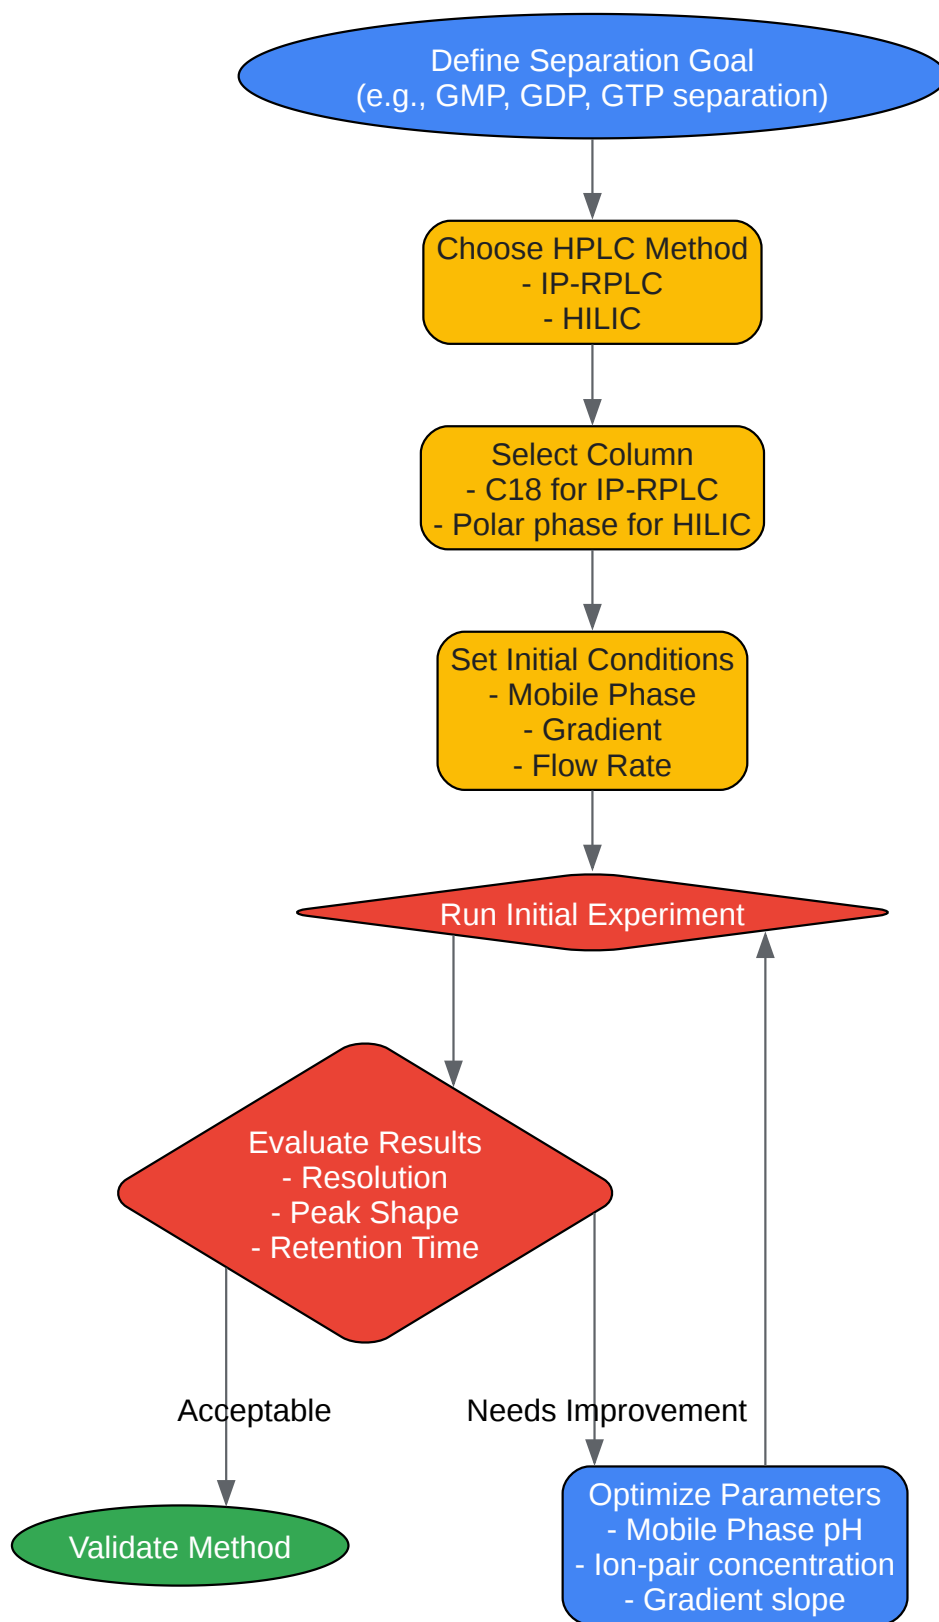 Define Separation Goal
(e.g., GMP, GDP, GTP separation)
Choose HPLC Method
- IP-RPLC
- HILIC
Select Column
- C18 for IP-RPLC
- Polar phase for HILIC
Set Initial Conditions
- Mobile Phase
- Gradient
- Flow Rate
Run Initial Experiment
Evaluate Results
- Resolution
- Peak Shape
- Retention Time
Acceptable
Needs Improvement
Validate Method
Optimize Parameters
- Mobile Phase pH
- Ion-pair concentration
- Gradient slope